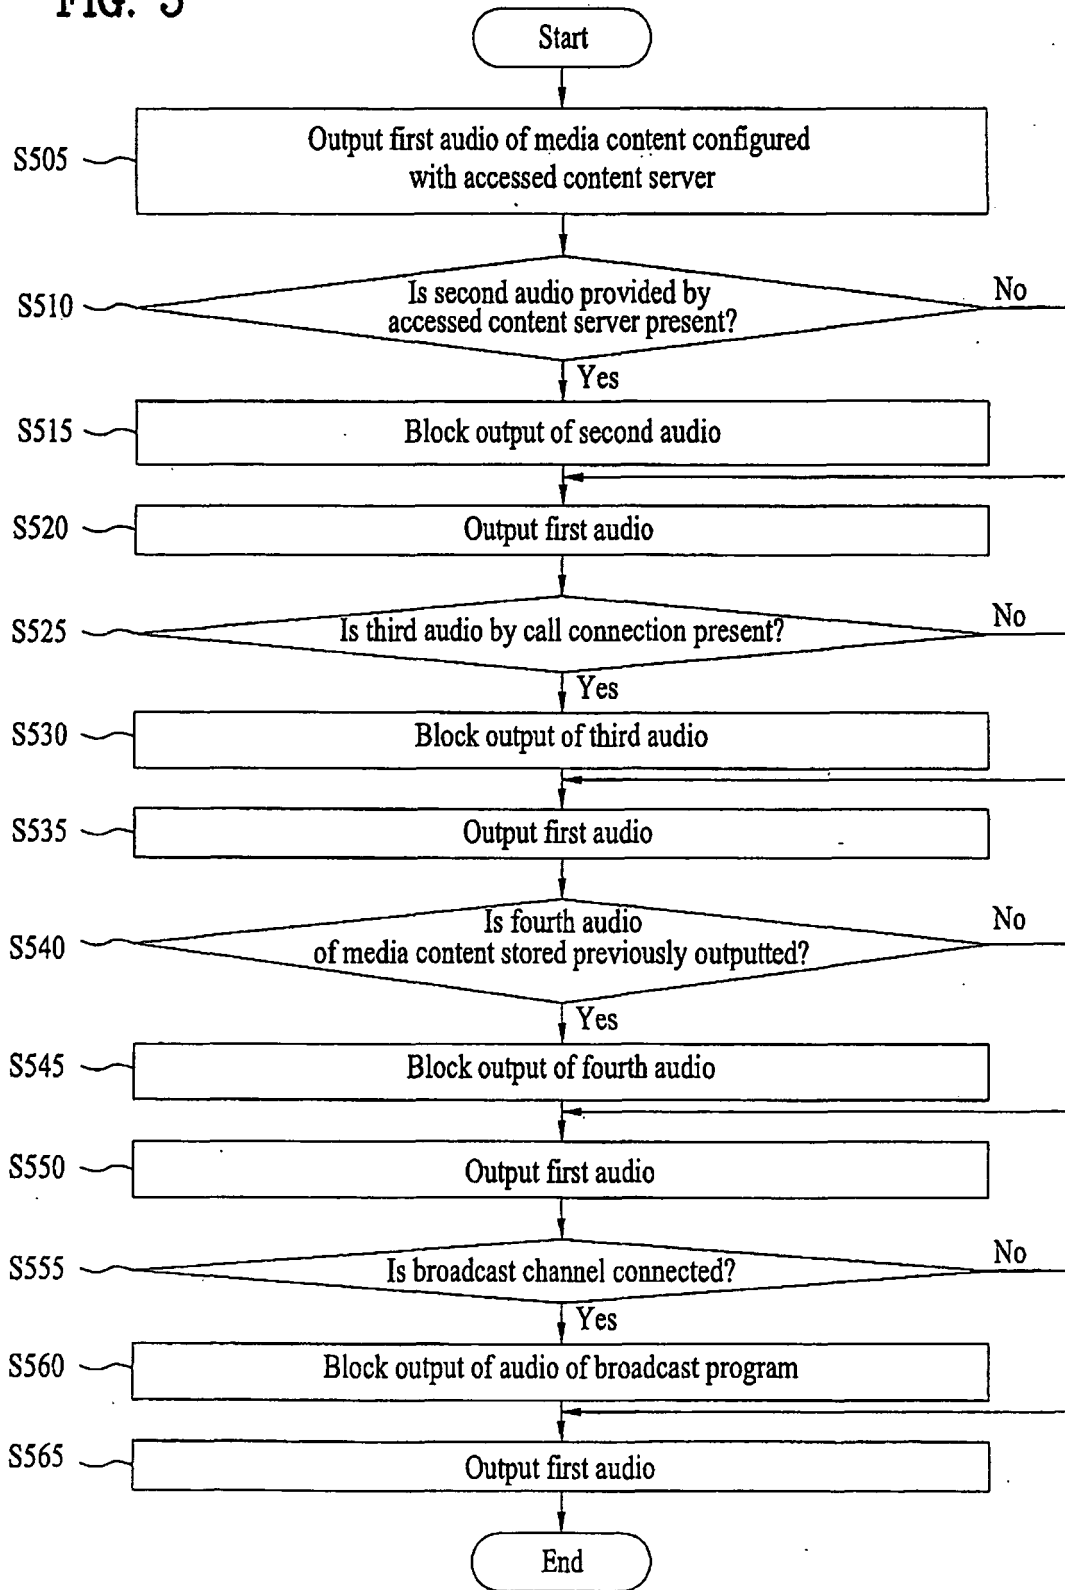 FIG. 5
Start
S505
Output first audio of media content configured
with accessed content server
S510
Is second audio provided by
accessed content server present?
No
Yes
S515
Block output of second audio
S520
Output first audio
S525
Is third audio by call connection present?
No
Yes
S530
Block output of third audio
S535
Output first audio
S540
Is fourth audio
of media content stored previously outputted?
No
Yes
S545
Block output of fourth audio
S550
Output first audio
S555
Is broadcast channel connected?
No
Yes
S560
Block output of audio of broadcast program
S565
Output first audio
End